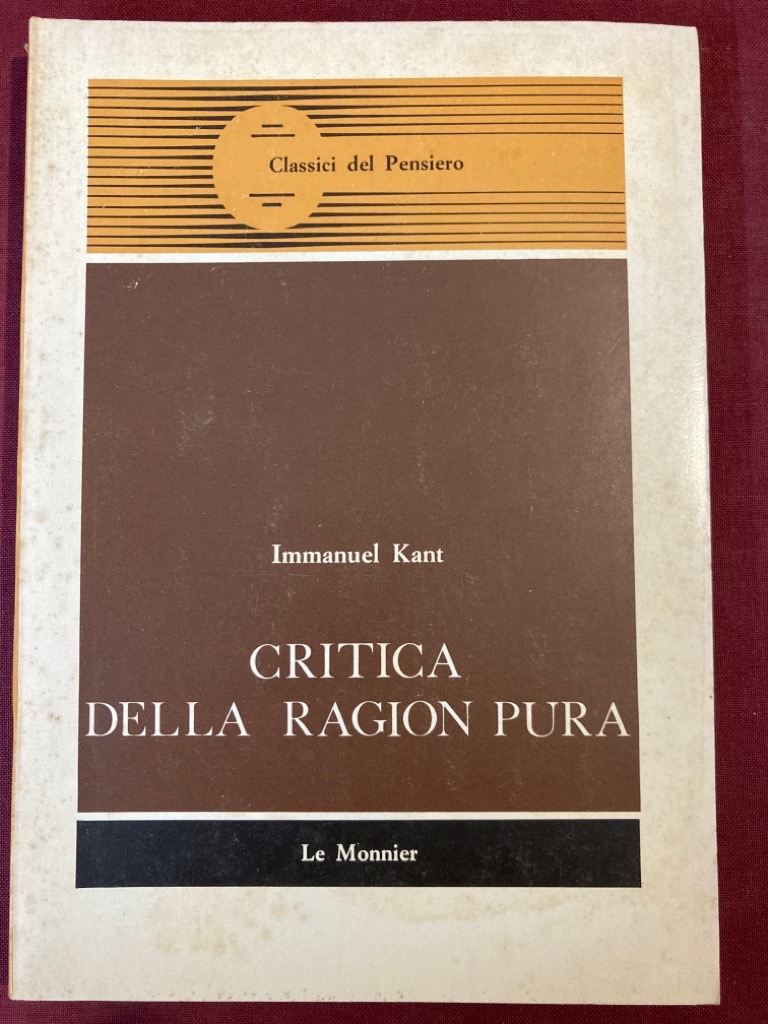 Classici del Pensiero
Immanuel Kant
CRITICA
DELLA RAGION PURA
Le Monnier